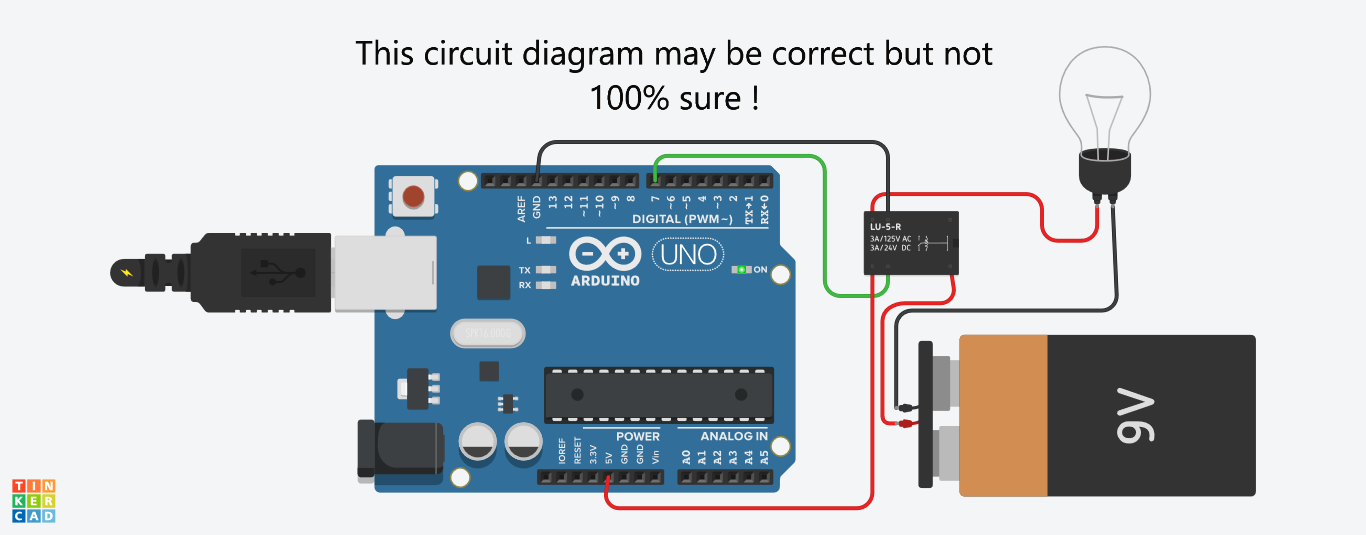 This circuit diagram may be correct but not
100% sure !
AREF
GND
13
12
~11
~10
~9
8
7
~6
~5
4
~3
2
TX→1
RX←0
DIGITAL (PWM~)
L
TX
RX
ARDUINO
UNO
ON
LU-5-R
3A/125V AC
3A/24V DC
POWER
ANALOG IN
IOREF
RESET
3.3V
5V
GND
GND
Vin
A0
A1
A2
A3
A4
A5
9V
TIN
KER
CAD